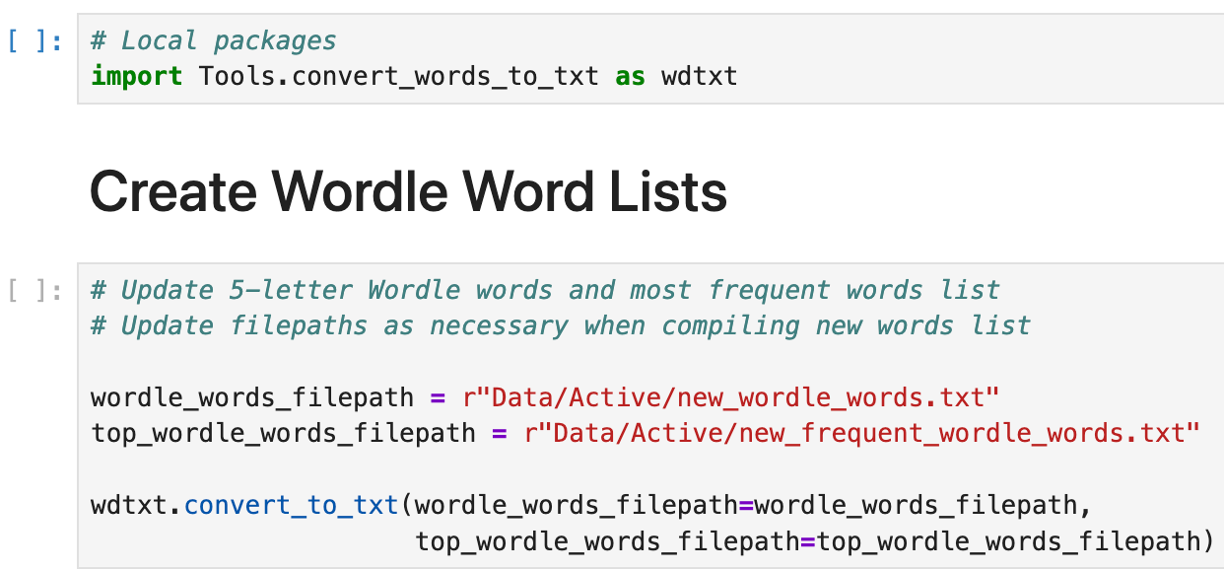 [ ]: # Local packages
import Tools.convert_words_to_txt as wdtxt
Create Wordle Word Lists
[ ]: # Update 5-letter Wordle words and most frequent words list
# Update filepaths as necessary when compiling new words list
wordle_words_filepath = r"Data/Active/new_wordle_words.txt"
top_wordle_words_filepath = r"Data/Active/new_frequent_wordle_words.txt"
wdtxt.convert_to_txt(wordle_words_filepath=wordle_words_filepath,
top_wordle_words_filepath=top_wordle_words_filepath)